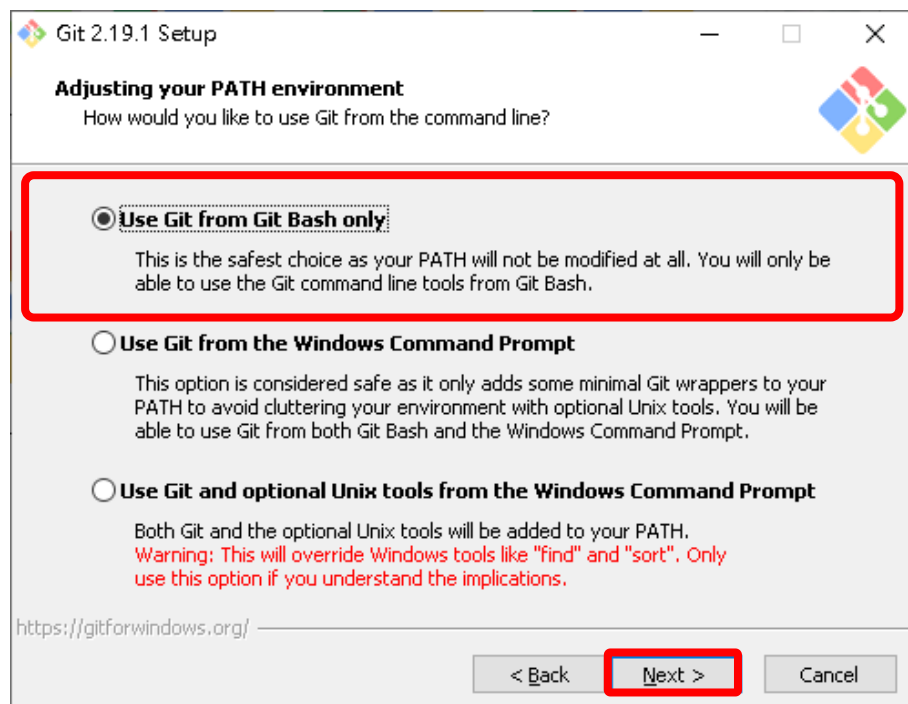 Git 2.19.1 Setup
Adjusting your PATH environment
How would you like to use Git from the command line?
Use Git from Git Bash only
This is the safest choice as your PATH will not be modified at all. You will only be
able to use the Git command line tools from Git Bash.
Use Git from the Windows Command Prompt
This option is considered safe as it only adds some minimal Git wrappers to your
PATH to avoid cluttering your environment with optional Unix tools. You will be
able to use Git from both Git Bash and the Windows Command Prompt.
Use Git and optional Unix tools from the Windows Command Prompt
Both Git and the optional Unix tools will be added to your PATH.
Warning: This will override Windows tools like "find" and "sort". Only
use this option if you understand the implications.
https://gitforwindows.org/
< Back Next > Cancel